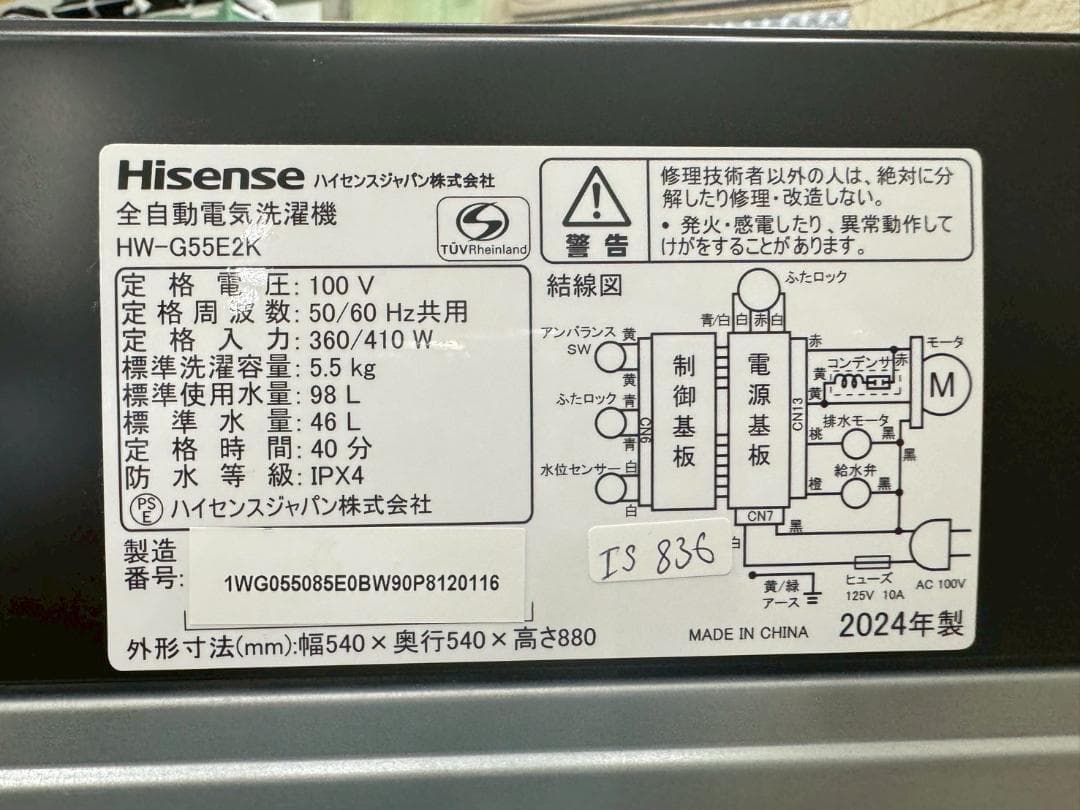 Hisense ハイセンスジャパン株式会社
全自動電気洗濯機
HW-G55E2K
TÜVRheinland
警告
修理技術者以外の人は、絶対に分
解したり修理・改造しない。
・発火・感電したり、異常動作して
けがをすることがあります。
定格電圧: 100 V
定格周波数: 50/60 Hz共用
定格入力: 360/410 W
標準洗濯容量: 5.5 kg
標準使用水量: 98 L
標準水量: 46 L
定格時間: 40分
防水等級: IPX4
PS
E
ハイセンスジャパン株式会社
製造
番号:
1WG055085E0BW90P8120116
外形寸法(mm):幅540×奥行540×高さ880
結線図
ふたロック
青/白 白 赤 白
アンバランス
SW
黄
黄
ふたロック
青
青
水位センサー
白
白
CN6
制御基板
電源基板
CN13
CN7
赤
赤
コンデンサ
黄
黄
モータ
M
桃
排水モータ
黒
黒
橙
給水弁
黒
黒
白
IS 836
黄/緑
アース
ヒューズ
125V 10A
AC 100V
MADE IN CHINA
2024年製